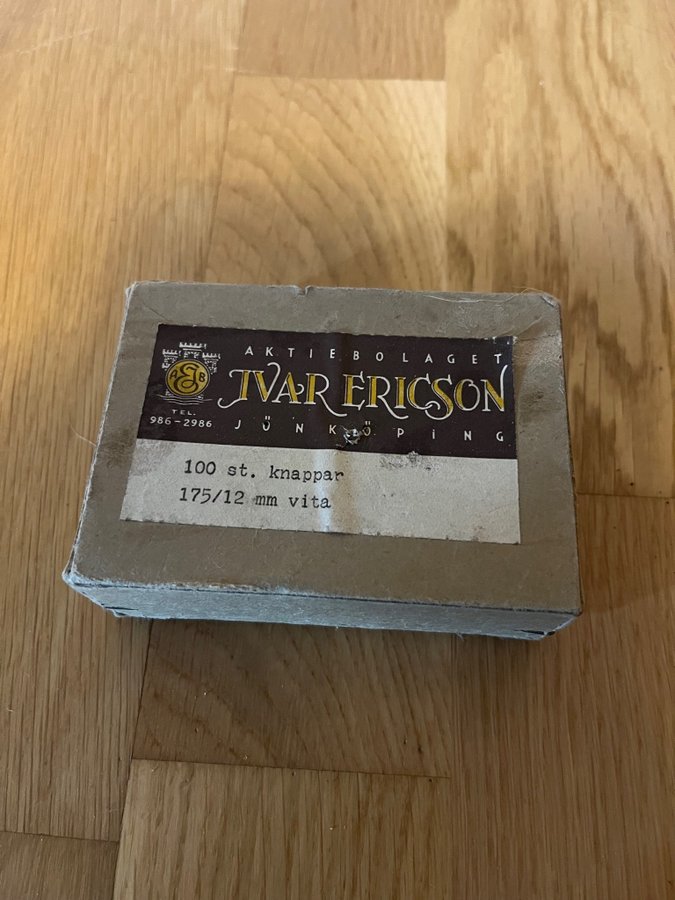 AKTIEBOLAGET
IVAR ERICSON
JÖNKÖPING
A B
TEL.
986-2986
100 st. knappar
175/12 mm vita